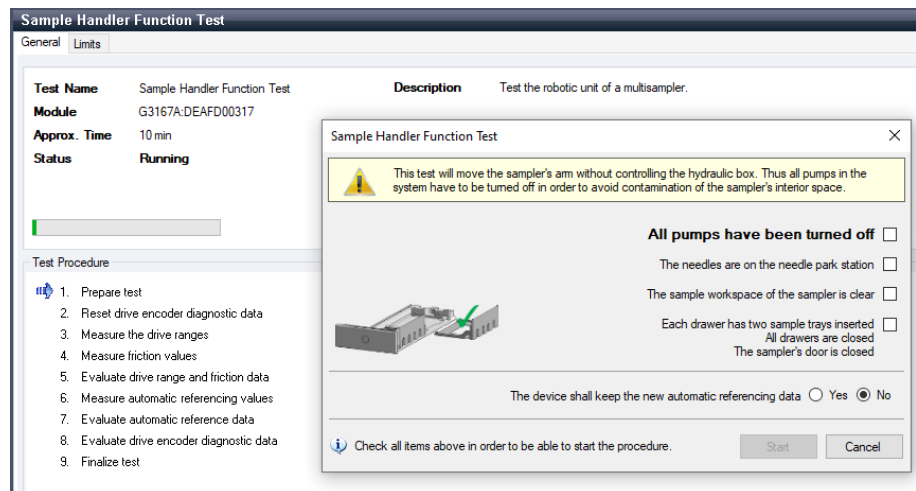 Sample Handler Function Test
General
Limits
Test Name Sample Handler Function Test
Description Test the robotic unit of a multisampler.
Module G3167A:DEAFD00317
Approx. Time 10 min
Status Running
Test Procedure
1. Prepare test
2. Reset drive encoder diagnostic data
3. Measure the drive ranges
4. Measure friction values
5. Evaluate drive range and friction data
6. Measure automatic referencing values
7. Evaluate automatic reference data
8. Evaluate drive encoder diagnostic data
9. Finalize test
Sample Handler Function Test
This test will move the sampler's arm without controlling the hydraulic box. Thus all pumps in the
system have to be turned off in order to avoid contamination of the sampler's interior space.
All pumps have been turned off
The needles are on the needle park station
The sample workspace of the sampler is clear
Each drawer has two sample trays inserted
All drawers are closed
The sampler's door is closed
The device shall keep the new automatic referencing data Yes No
Check all items above in order to be able to start the procedure.
Start
Cancel